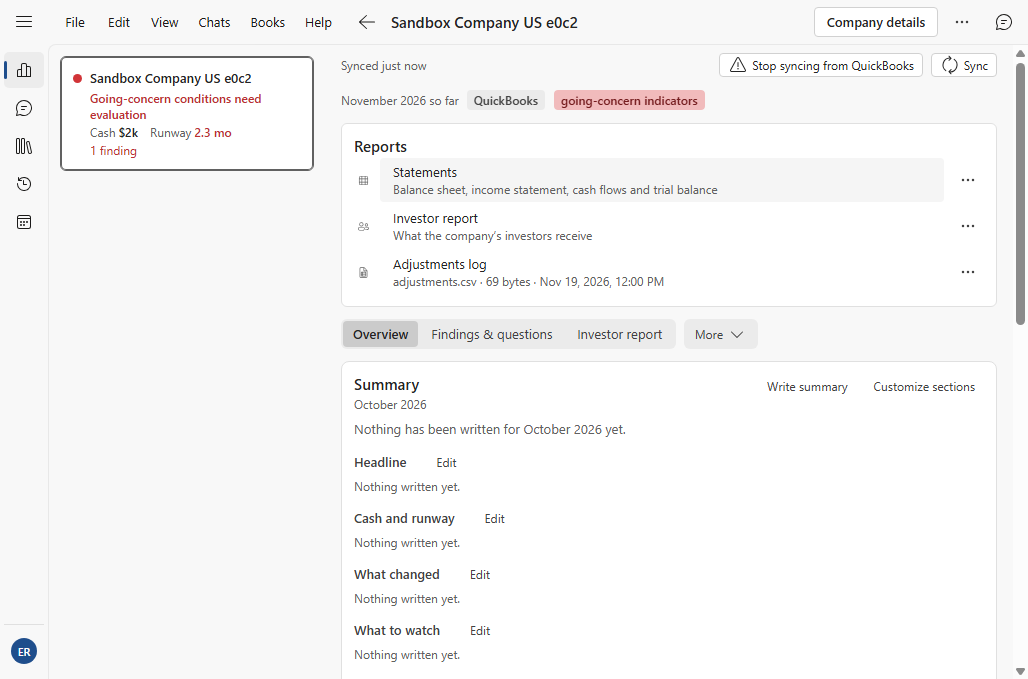 File Edit View Chats Books Help Sandbox Company US e0c2 Company details
Sandbox Company US e0c2
Going-concern conditions need
evaluation
Cash $2k Runway 2.3 mo
1 finding
Synced just now Stop syncing from QuickBooks Sync
November 2026 so far QuickBooks going-concern indicators
Reports
Statements
Balance sheet, income statement, cash flows and trial balance
Investor report
What the company's investors receive
Adjustments log
adjustments.csv · 69 bytes · Nov 19, 2026, 12:00 PM
Overview Findings & questions Investor report More
Summary Write summary Customize sections
October 2026
Nothing has been written for October 2026 yet.
Headline Edit
Nothing written yet.
Cash and runway Edit
Nothing written yet.
What changed Edit
Nothing written yet.
What to watch Edit
Nothing written yet.
ER